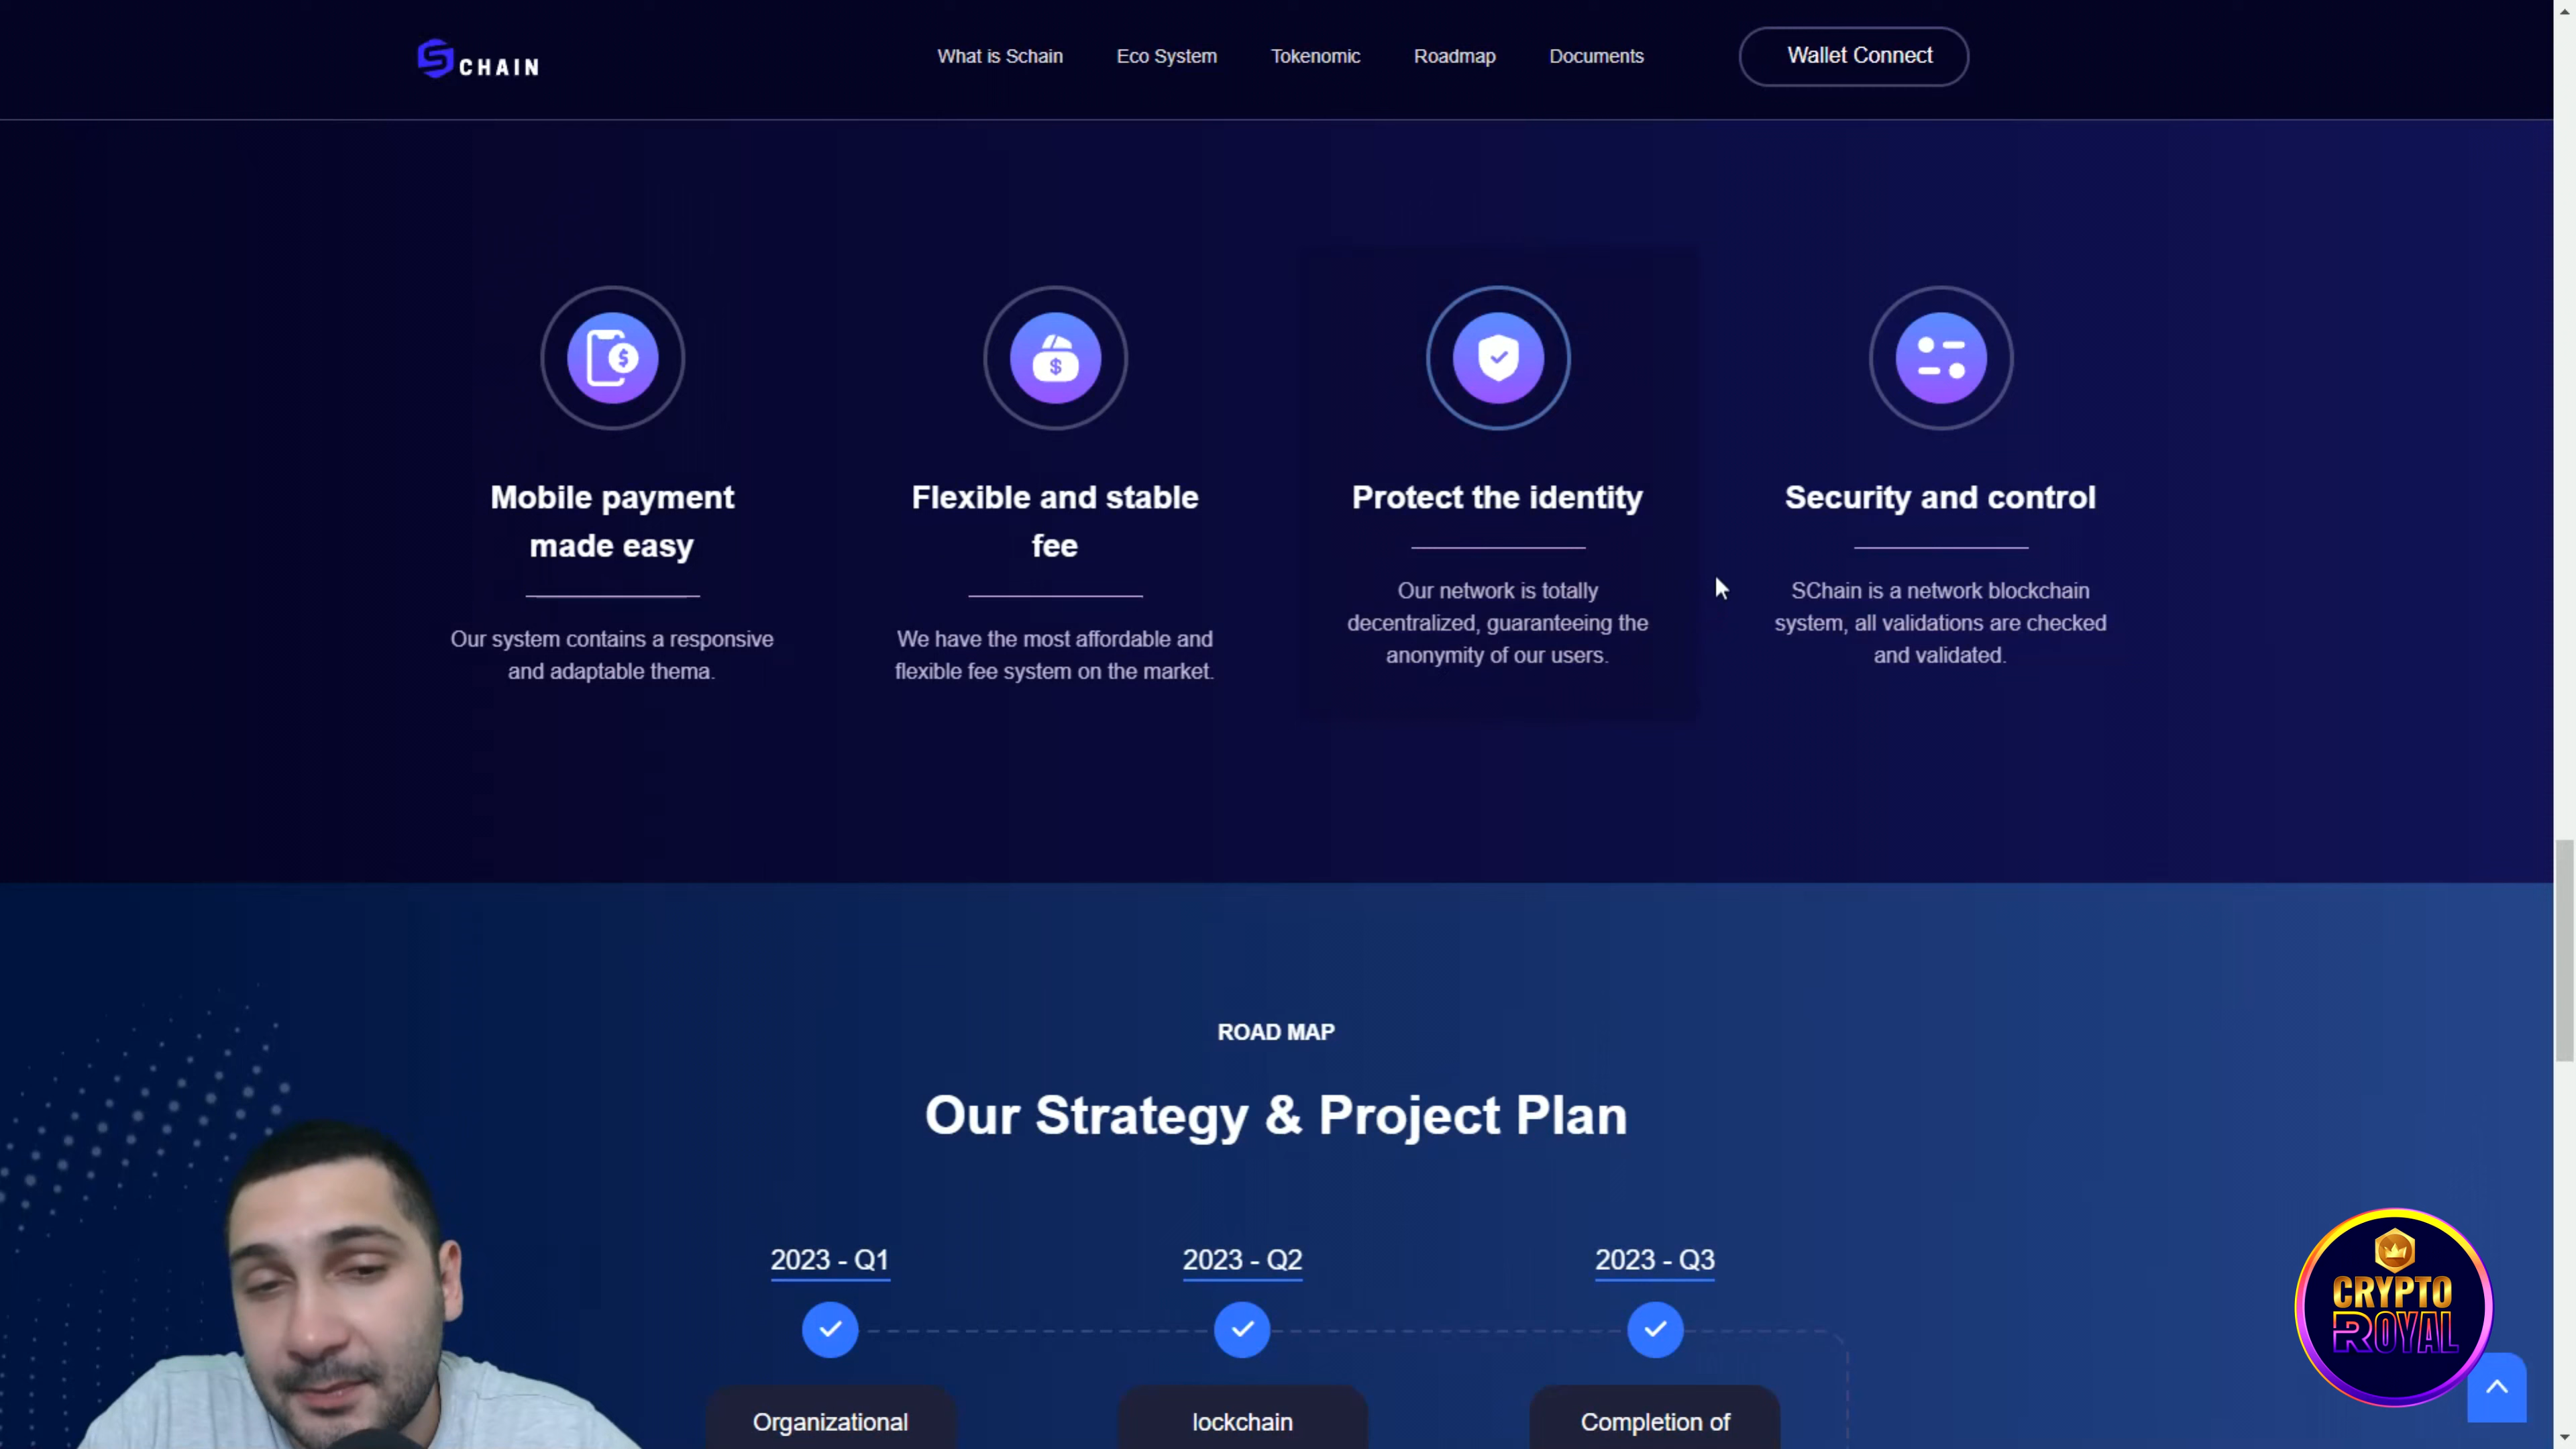 CHAIN
What is Schain
Eco System
Tokenomic
Roadmap
Documents
Wallet Connect
Mobile payment
made easy
Our system contains a responsive
and adaptable thema.
Flexible and stable
fee
We have the most affordable and
flexible fee system on the market.
Protect the identity
Our network is totally
decentralized, guaranteeing the
anonymity of our users.
Security and control
SChain is a network blockchain
system, all validations are checked
and validated.
ROAD MAP
Our Strategy & Project Plan
2023 - Q1
2023 - Q2
2023 - Q3
Organizational
lockchain
Completion of
CRYPTO
ROYAL